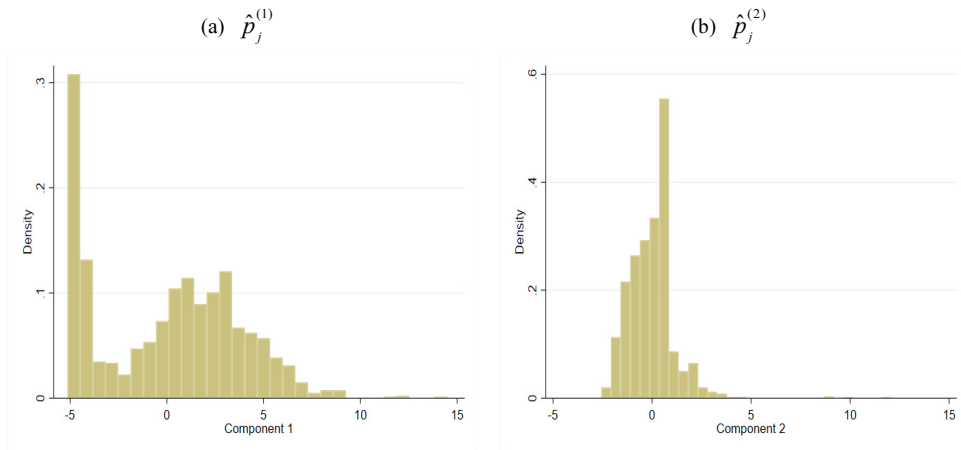 (a) p̂ⱼ⁽¹⁾
(b) p̂ⱼ⁽²⁾
.3
.2
.1
0
Density
-5 0 5 10 15
Component 1
.6
.4
.2
0
Density
-5 0 5 10 15
Component 2